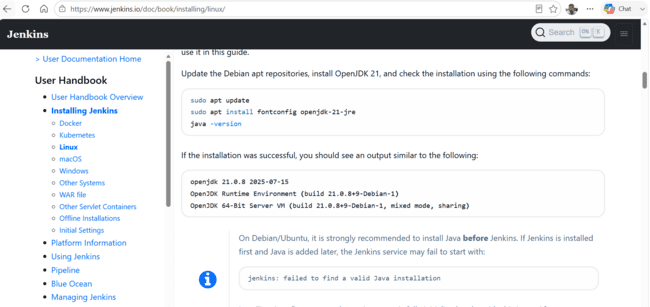 https://www.jenkins.io/doc/book/installing/linux/
Chat
Jenkins
Search
Ctrl
K
> User Documentation Home
User Handbook
User Handbook Overview
Installing Jenkins
Docker
Kubernetes
Linux
macOS
Windows
Other Systems
WAR file
Other Servlet Containers
Offline Installations
Initial Settings
Platform Information
Using Jenkins
Pipeline
Blue Ocean
Managing Jenkins
use it in this guide.
Update the Debian apt repositories, install OpenJDK 21, and check the installation using the following commands:
sudo apt update
sudo apt install fontconfig openjdk-21-jre
java -version
If the installation was successful, you should see an output similar to the following:
openjdk 21.0.8 2025-07-15
OpenJDK Runtime Environment (build 21.0.8+9-Debian-1)
OpenJDK 64-Bit Server VM (build 21.0.8+9-Debian-1, mixed mode, sharing)
On Debian/Ubuntu, it is strongly recommended to install Java before Jenkins. If Jenkins is installed
first and Java is added later, the Jenkins service may fail to start with:
jenkins: failed to find a valid Java installation